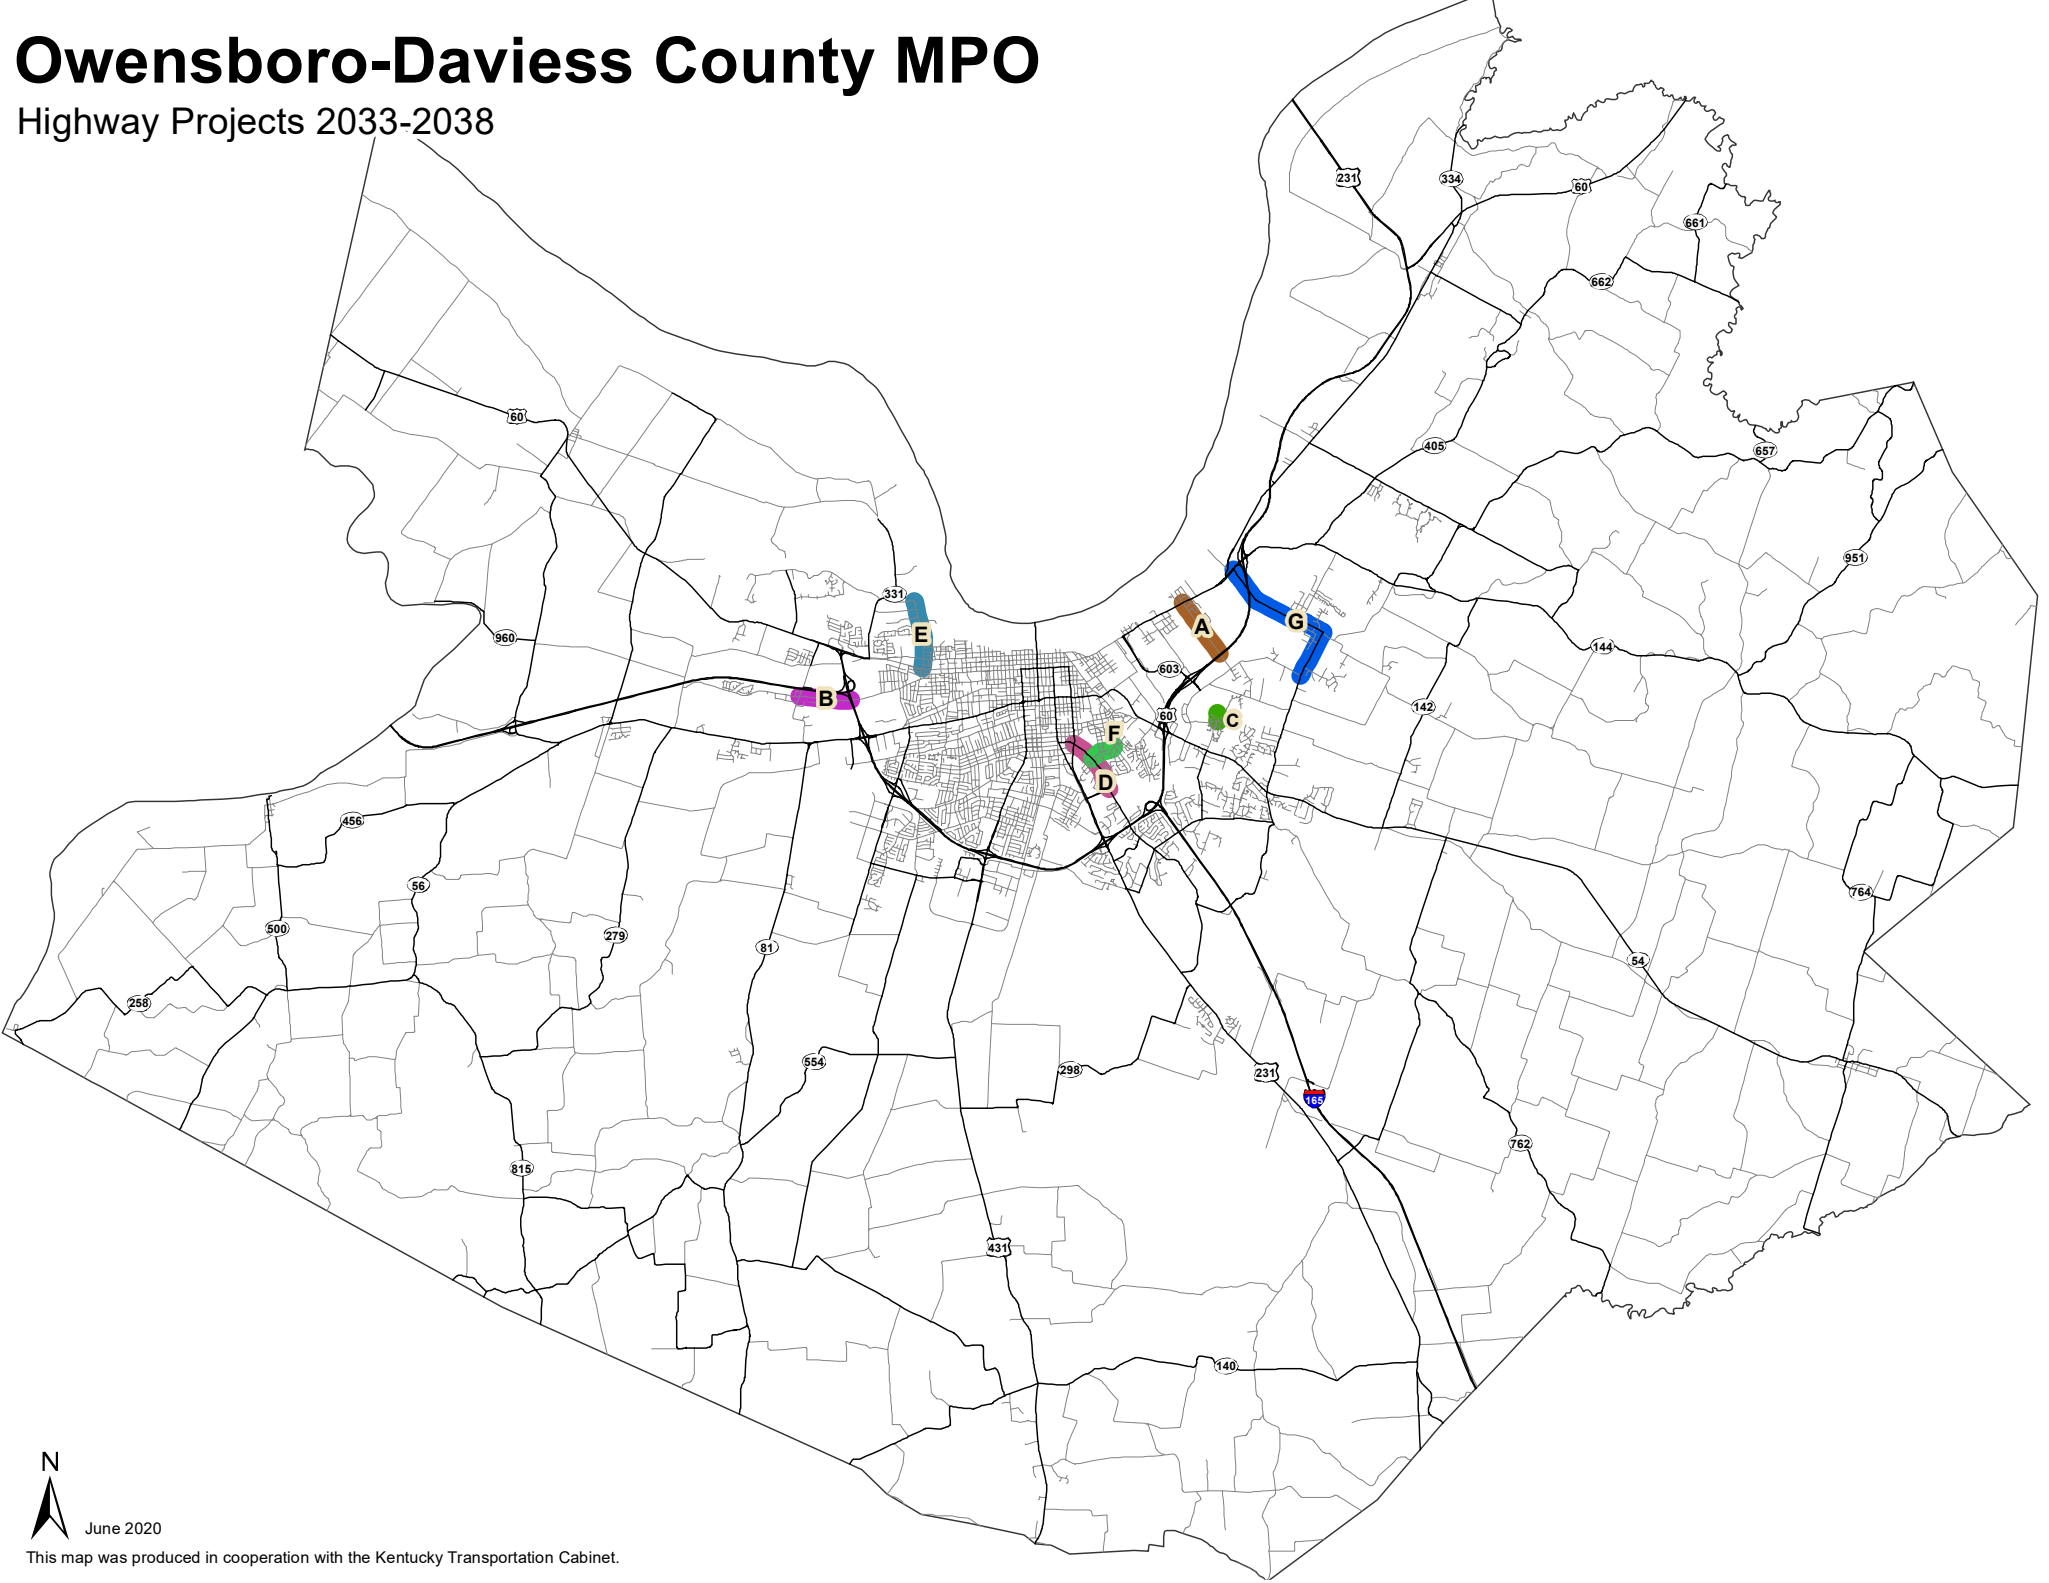 Owensboro-Daviess County MPO
Highway Projects 2033-2038
231
334
60
661
662
60
405
657
951
331
E
A
G
960
144
603
B
142
60
C
F
D
456
56
764
500
279
81
54
258
554
298
231
165
762
815
431
140
N
June 2020
This map was produced in cooperation with the Kentucky Transportation Cabinet.